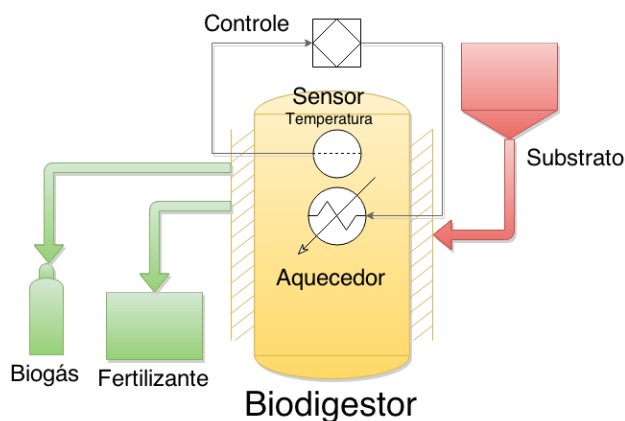 Controle
Sensor
Temperatura
Substrato
Aquecedor
Biogás
Fertilizante
Biodigestor